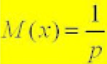 M(x) = 1/p